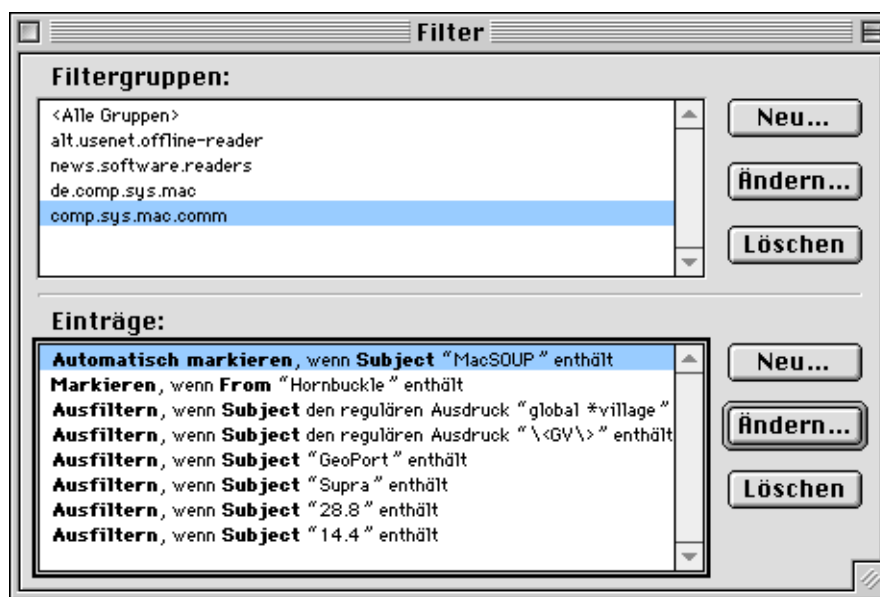 Filter
Filtergruppen:
<Alle Gruppen>
alt.usenet.offline-reader
news.software.readers
de.comp.sys.mac
comp.sys.mac.comm
Neu...
Ändern...
Löschen
Einträge:
Automatisch markieren, wenn Subject "MacSOUP" enthält
Markieren, wenn From "Hornbuckle" enthält
Ausfiltern, wenn Subject den regulären Ausdruck "global *village"
Ausfiltern, wenn Subject den regulären Ausdruck "\<GV\>" enthält
Ausfiltern, wenn Subject "GeoPort" enthält
Ausfiltern, wenn Subject "Supra" enthält
Ausfiltern, wenn Subject "28.8" enthält
Ausfiltern, wenn Subject "14.4" enthält
Neu...
Ändern...
Löschen